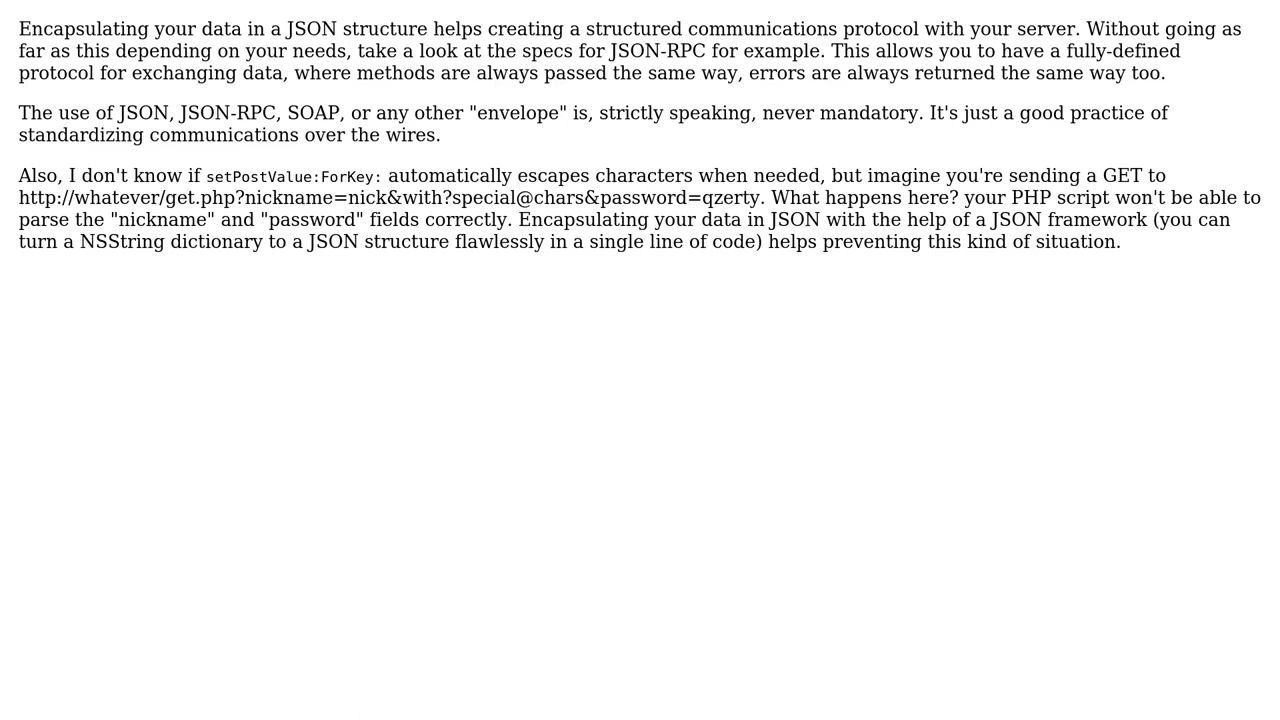 Encapsulating your data in a JSON structure helps creating a structured communications protocol with your server. Without going as
far as this depending on your needs, take a look at the specs for JSON-RPC for example. This allows you to have a fully-defined
protocol for exchanging data, where methods are always passed the same way, errors are always returned the same way too.
The use of JSON, JSON-RPC, SOAP, or any other "envelope" is, strictly speaking, never mandatory. It's just a good practice of
standardizing communications over the wires.
Also, I don't know if setPostValue:ForKey: automatically escapes characters when needed, but imagine you're sending a GET to
http://whatever/get.php?nickname=nick&with?special@chars&password=qzerty. What happens here? your PHP script won't be able to
parse the "nickname" and "password" fields correctly. Encapsulating your data in JSON with the help of a JSON framework (you can
turn a NSString dictionary to a JSON structure flawlessly in a single line of code) helps preventing this kind of situation.